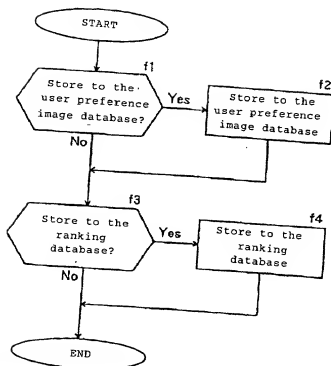 START
f1
Store to the
user preference
image database?
Yes
f2
Store to the
user preference
image database
No
f3
Store to the
ranking
database?
Yes
f4
Store to the
ranking
database
No
END